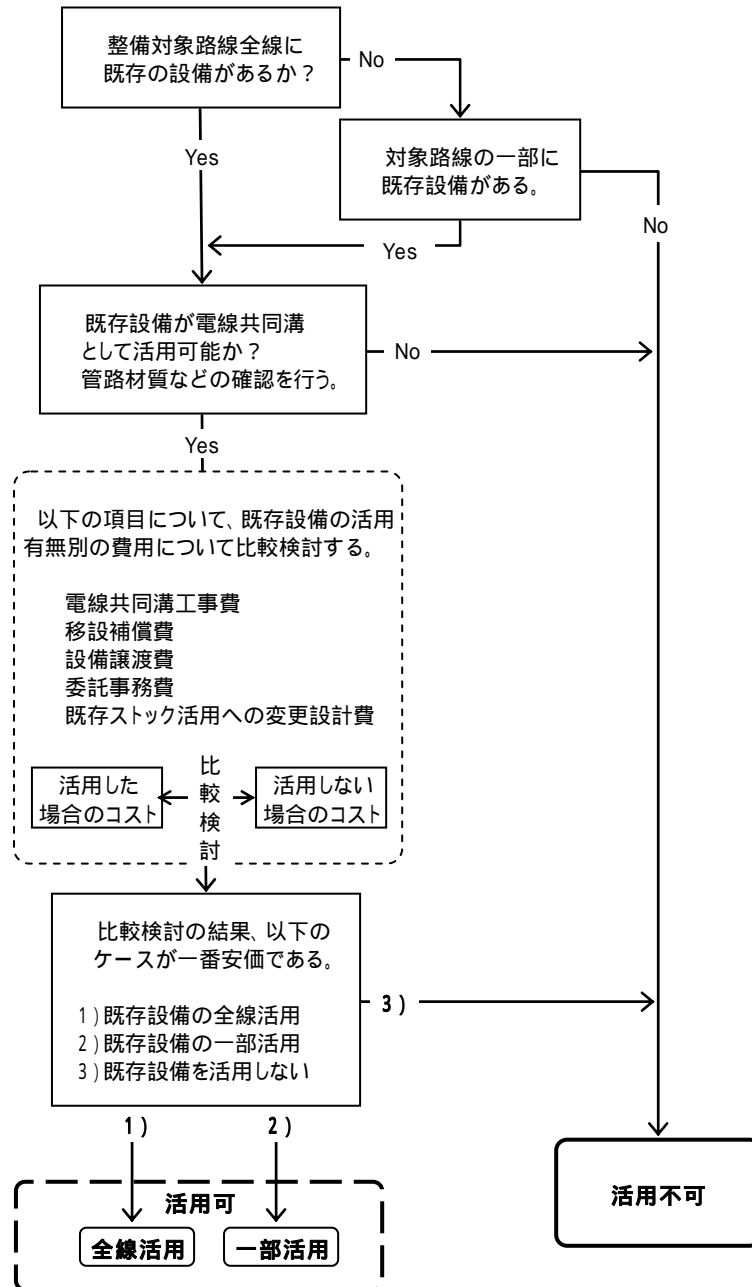 整備対象路線全線に
既存の設備があるか？
No
Yes
対象路線の一部に
既存設備がある。
No
Yes
既存設備が電線共同溝
として活用可能か？
管路材質などの確認を行う。
No
Yes
以下の項目について、既存設備の活用
有無別の費用について比較検討する。
電線共同溝工事費
移設補償費
設備譲渡費
委託事務費
既存ストック活用への変更設計費
活用した
場合のコスト
比較検討
活用しない
場合のコスト
比較検討の結果、以下の
ケースが一番安価である。
1)既存設備の全線活用
2)既存設備の一部活用
3)既存設備を活用しない
3)
1)
2)
活用可
全線活用
一部活用
活用不可